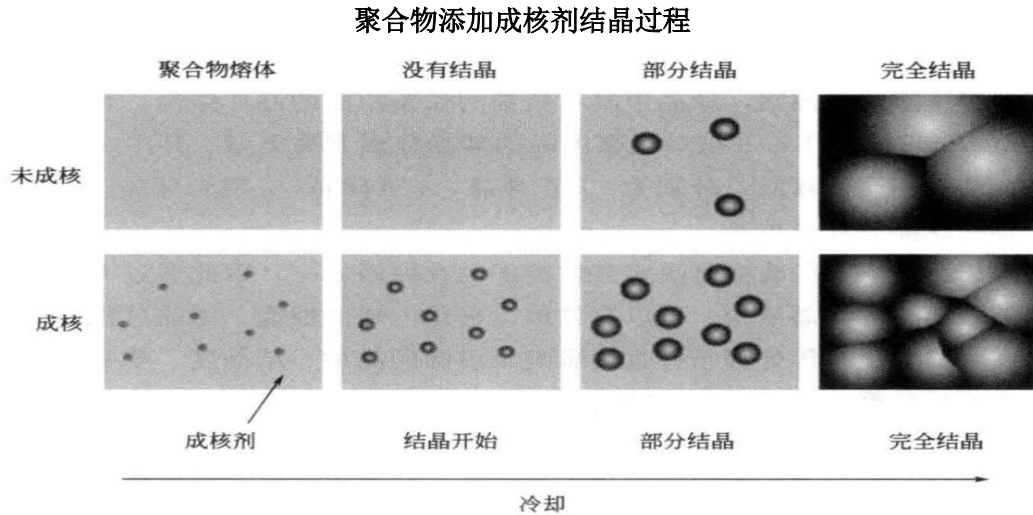 聚合物添加成核剂结晶过程
聚合物熔体 没有结晶 部分结晶 完全结晶
未成核
成核
成核剂 结晶开始 部分结晶 完全结晶
冷却